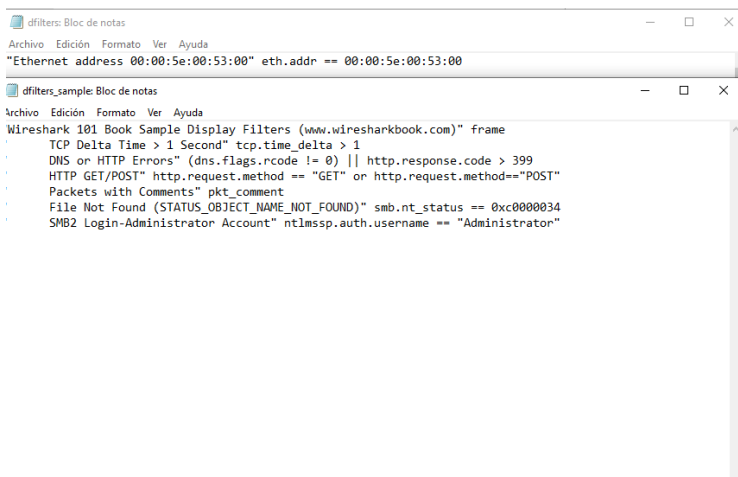 dfilters: Bloc de notas
Archivo Edición Formato Ver Ayuda
"Ethernet address 00:00:5e:00:53:00" eth.addr == 00:00:5e:00:53:00
dfilters_sample: Bloc de notas
Archivo Edición Formato Ver Ayuda
"Wireshark 101 Book Sample Display Filters (www.wiresharkbook.com)" frame
"     TCP Delta Time > 1 Second" tcp.time_delta > 1
"     DNS or HTTP Errors" (dns.flags.rcode != 0) || http.response.code > 399
"     HTTP GET/POST" http.request.method == "GET" or http.request.method=="POST"
"     Packets with Comments" pkt_comment
"     File Not Found (STATUS_OBJECT_NAME_NOT_FOUND)" smb.nt_status == 0xc0000034
"     SMB2 Login-Administrator Account" ntlmssp.auth.username == "Administrator"